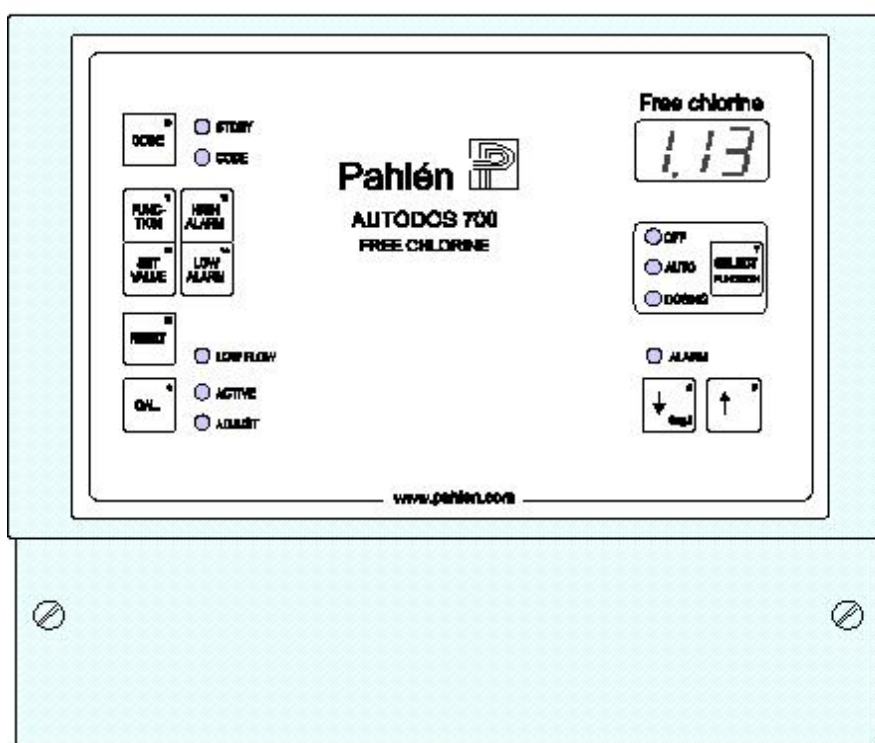 Free chlorine
1.13
CODE
STDBY
CODE
Pahlén
AUTODOS 700
FREE CHLORINE
FUNC-
TION
HIGH
ALARM
SET
VALUE
LOW
ALARM
OFF
AUTO
DOSING
SELECT
FUNCTION
RESET
LOW FLOW
ALARM
CAL.
ACTIVE
ADJUST
www.pahlen.com